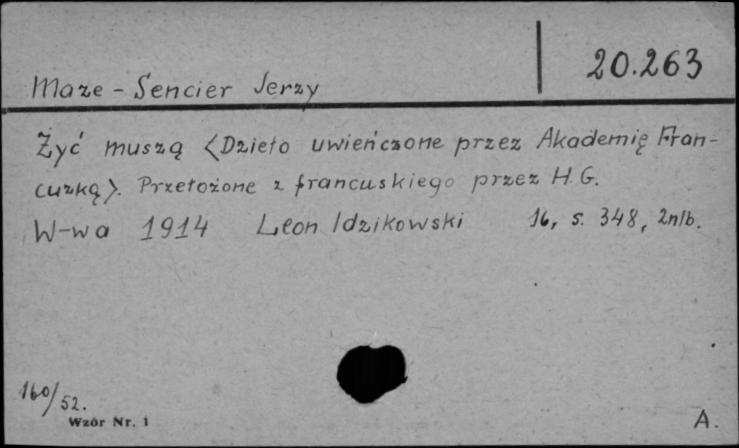 20.263
Maze - Sencier Jerzy
Żyć muszą <Dzieło uwieńczone przez Akademię Fran-
cuzką>. Przełożone z francuskiego przez H. G.
W-wa 1914 Leon Idzikowski 16, s. 348, 2nlb.
160/52.
Wzór Nr. 1
A.